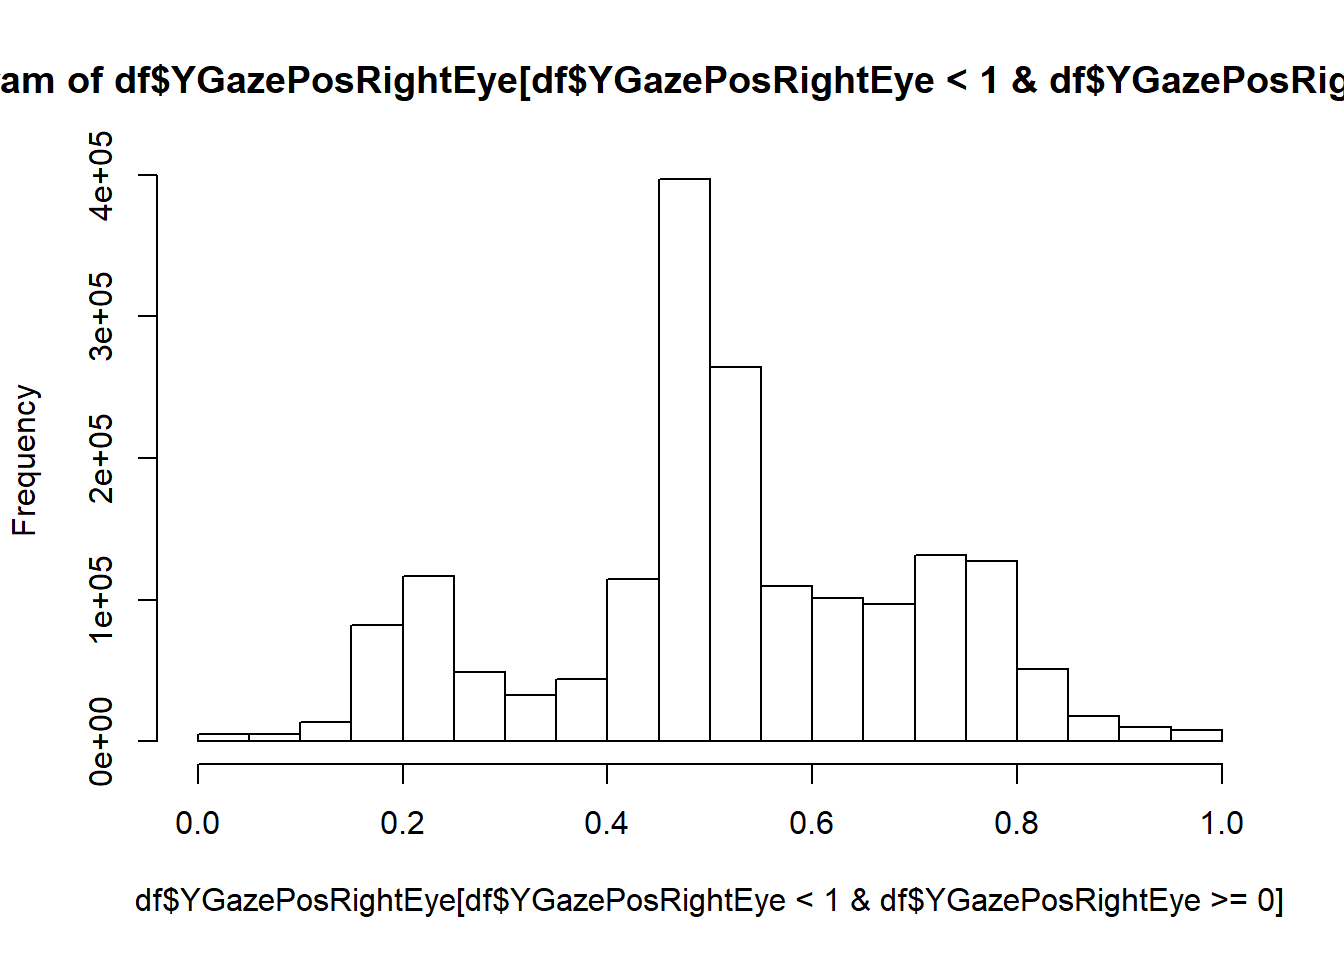 am of df$YGazePosRightEye[df$YGazePosRightEye < 1 & df$YGazePosRig
Frequency
4e+05
3e+05
2e+05
1e+05
0e+00
0.0 0.2 0.4 0.6 0.8 1.0
df$YGazePosRightEye[df$YGazePosRightEye < 1 & df$YGazePosRightEye >= 0]